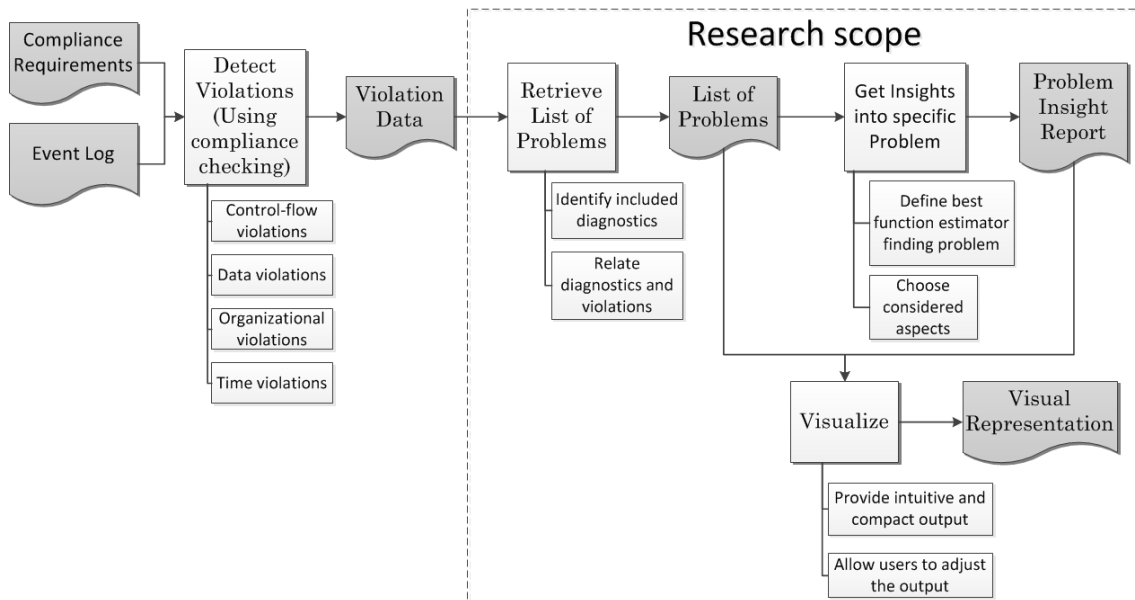 Research scope
Compliance
Requirements
Event Log
Detect
Violations
(Using
compliance
checking)
Control-flow
violations
Data violations
Organizational
violations
Time violations
Violation
Data
Retrieve
List of
Problems
Identify included
diagnostics
Relate
diagnostics and
violations
List of
Problems
Get Insights
into specific
Problem
Define best
function estimator
finding problem
Choose
considered
aspects
Problem
Insight
Report
Visualize
Provide intuitive and
compact output
Allow users to adjust
the output
Visual
Representation